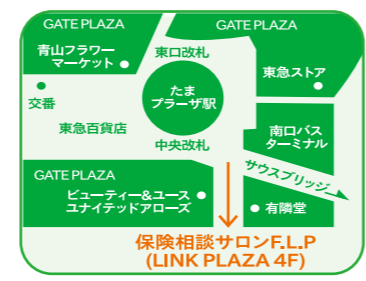 GATE PLAZA
GATE PLAZA
青山フラワー
マーケット
東口改札
東急ストア
交番
たま
プラーザ駅
東急百貨店
中央改札
南口バス
ターミナル
GATE PLAZA
サウスブリッジ
ビューティー&ユース
ユナイテッドアローズ
有隣堂
保険相談サロンF.L.P
(LINK PLAZA 4F)